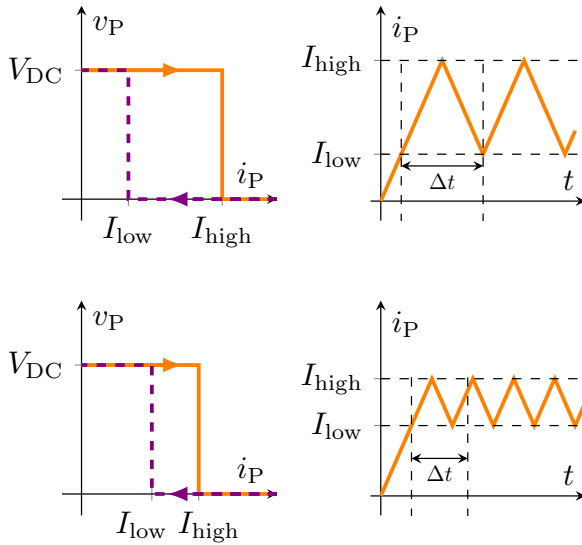 v_P
V_DC
i_P
I_low
I_high
i_P
I_high
I_low
Δt
t
v_P
V_DC
i_P
I_low
I_high
i_P
I_high
I_low
Δt
t